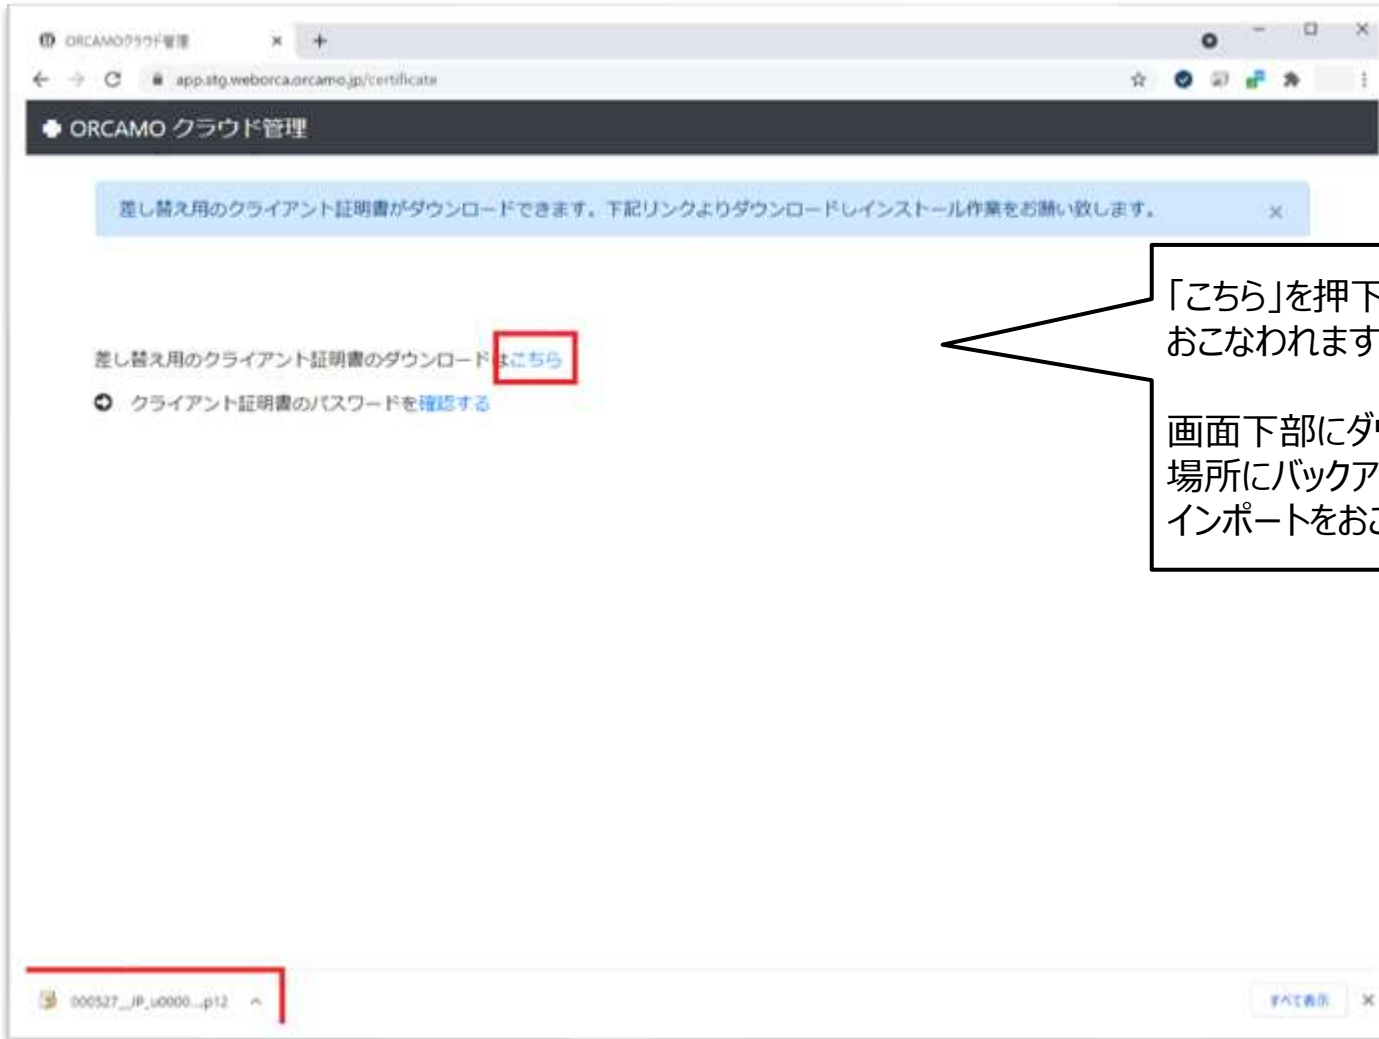 ORCAMOクラウド管理
app.stg.weborca.orcamo.jp/certificate
ORCAMO クラウド管理
差し替え用のクライアント証明書がダウンロードできます。下記リンクよりダウンロードしインストール作業をお願い致します。
「こちら」を押下
おこなわれます
差し替え用のクライアント証明書のダウンロードはこちら
クライアント証明書のパスワードを確認する
画面下部にダ
場所にバックア
インポートをおこ
000527__JP_u0000...p12
すべて表示